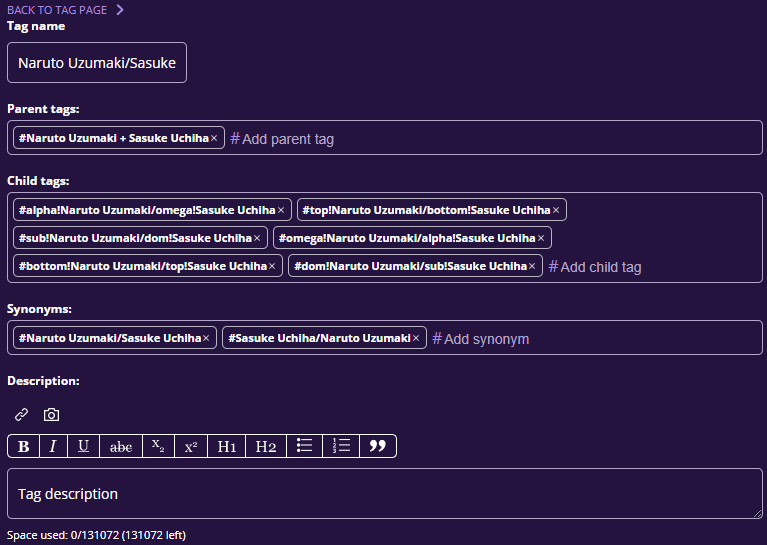 BACK TO TAG PAGE
Tag name
Naruto Uzumaki/Sasuke
Parent tags:
#Naruto Uzumaki + Sasuke Uchiha× #Add parent tag
Child tags:
#alpha!Naruto Uzumaki/omega!Sasuke Uchiha× #top!Naruto Uzumaki/bottom!Sasuke Uchiha×
#sub!Naruto Uzumaki/dom!Sasuke Uchiha× #omega!Naruto Uzumaki/alpha!Sasuke Uchiha×
#bottom!Naruto Uzumaki/top!Sasuke Uchiha× #dom!Naruto Uzumaki/sub!Sasuke Uchiha× #Add child tag
Synonyms:
#Naruto Uzumaki/Sasuke Uchiha× #Sasuke Uchiha/Naruto Uzumaki× #Add synonym
Description:
B I U abc X₂ x² H1 H2
Tag description
Space used: 0/131072 (131072 left)